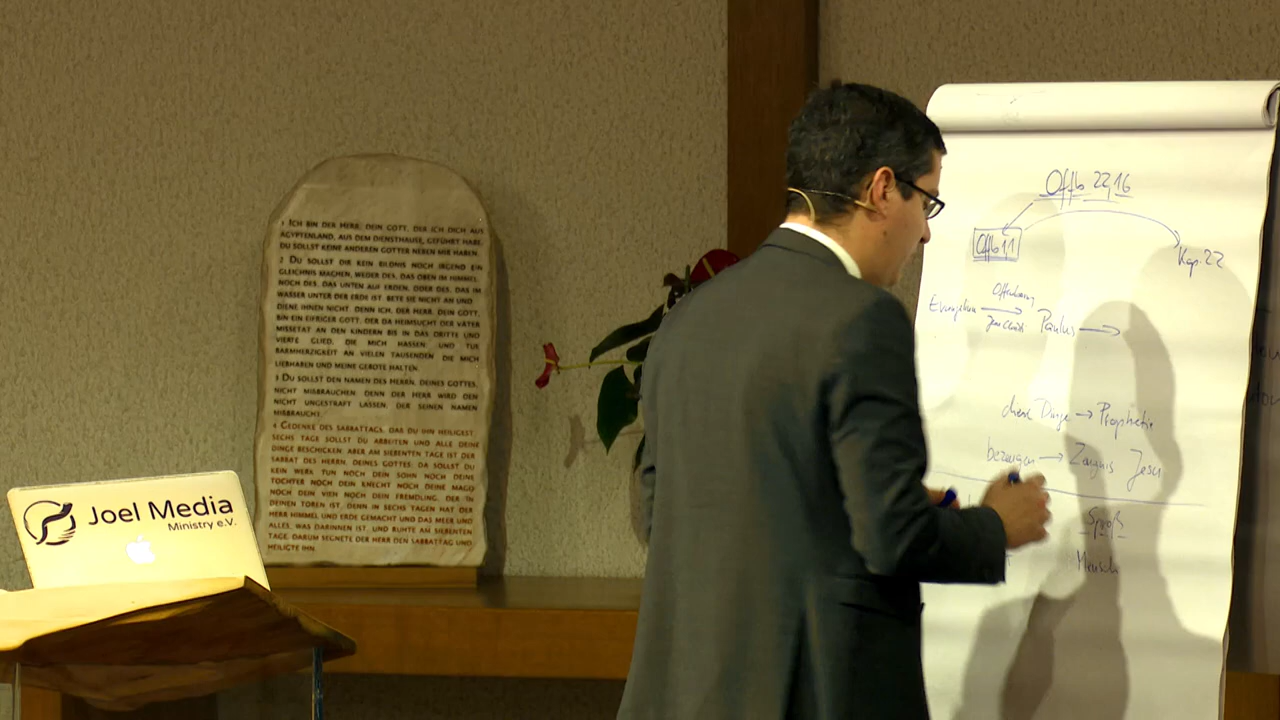 Joel Media
Ministry e.V.
1 ICH BIN DER HERR, DEIN GOTT, DER ICH DICH AUS
ÄGYPTENLAND, AUS DEM DIENSTHAUSE, GEFÜHRT HABE.
DU SOLLST KEINE ANDEREN GÖTTER NEBEN MIR HABEN.
2 DU SOLLST DIR KEIN BILDNIS NOCH IRGEND EIN
GLEICHNIS MACHEN, WEDER DES, DAS OBEN IM HIMMEL,
NOCH DES, DAS UNTEN AUF ERDEN, ODER DES, DAS IM
WASSER UNTER DER ERDE IST. BETE SIE NICHT AN UND
DIENE IHNEN NICHT. DENN ICH, DER HERR, DEIN GOTT,
BIN EIN EIFRIGER GOTT, DER DA HEIMSUCHT DER VÄTER
MISSETAT AN DEN KINDERN BIS IN DAS DRITTE UND
VIERTE GLIED, DIE MICH HASSEN; UND TUE
BARMHERZIGKEIT AN VIELEN TAUSENDEN, DIE MICH
LIEBHABEN UND MEINE GEBOTE HALTEN.
3 DU SOLLST DEN NAMEN DES HERRN, DEINES GOTTES,
NICHT MISBRAUCHEN; DENN DER HERR WIRD DEN
NICHT UNGESTRAFT LASSEN, DER SEINEN NAMEN
MISBRAUCHT.
4 GEDENKE DES SABBATTAGS, DAS DU IHN HEILIGEST.
SECHS TAGE SOLLST DU ARBEITEN UND ALLE DEINE
DINGE BESCHICKEN. ABER AM SIEBENTEN TAGE IST DER
SABBAT DES HERRN, DEINES GOTTES; DA SOLLST DU
KEIN WERK TUN NOCH DEIN SOHN NOCH DEINE
TOCHTER NOCH DEIN KNECHT NOCH DEINE MAGD
NOCH DEIN VIEH NOCH DEIN FREMDLING, DER IN
DEINEN TOREN IST. DENN IN SECHS TAGEN HAT DER
HERR HIMMEL UND ERDE GEMACHT UND DAS MEER UND
ALLES, WAS DARINNEN IST, UND RUHTE AM SIEBENTEN
TAGE. DARUM SEGNETE DER HERR DEN SABBATTAG UND
HEILIGTE IHN.
Offb 22,16
Offb 1,1
Kap. 22
Offenbarung
Evangelium → Paulus →
Jesu Christi
diese Dinge → Prophetie
bezeugen → Zeugnis Jesu
Sproß
Mensch